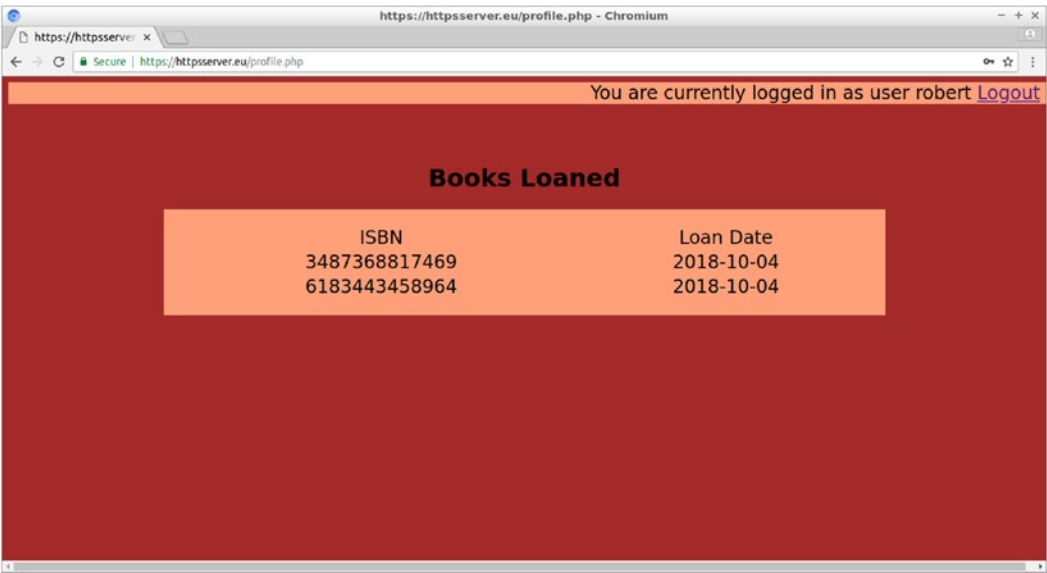 https://httpsserver.eu/profile.php - Chromium
https://httpsserver
Secure | https://httpsserver.eu/profile.php
You are currently logged in as user robert Logout
Books Loaned
ISBN Loan Date
3487368817469 2018-10-04
6183443458964 2018-10-04